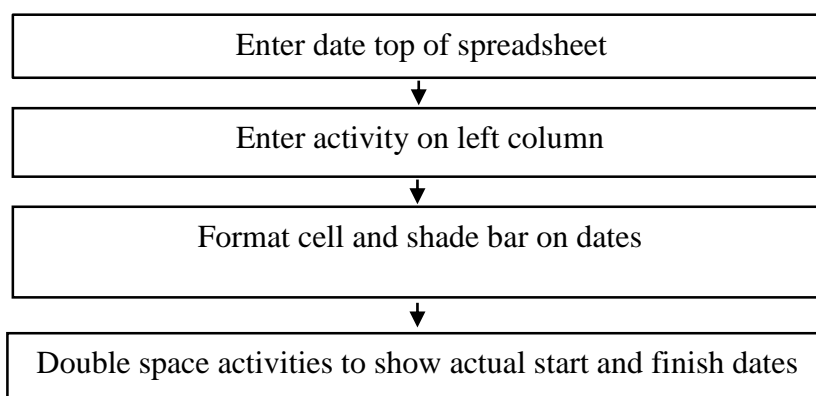 Enter date top of spreadsheet
Enter activity on left column
Format cell and shade bar on dates
Double space activities to show actual start and finish dates